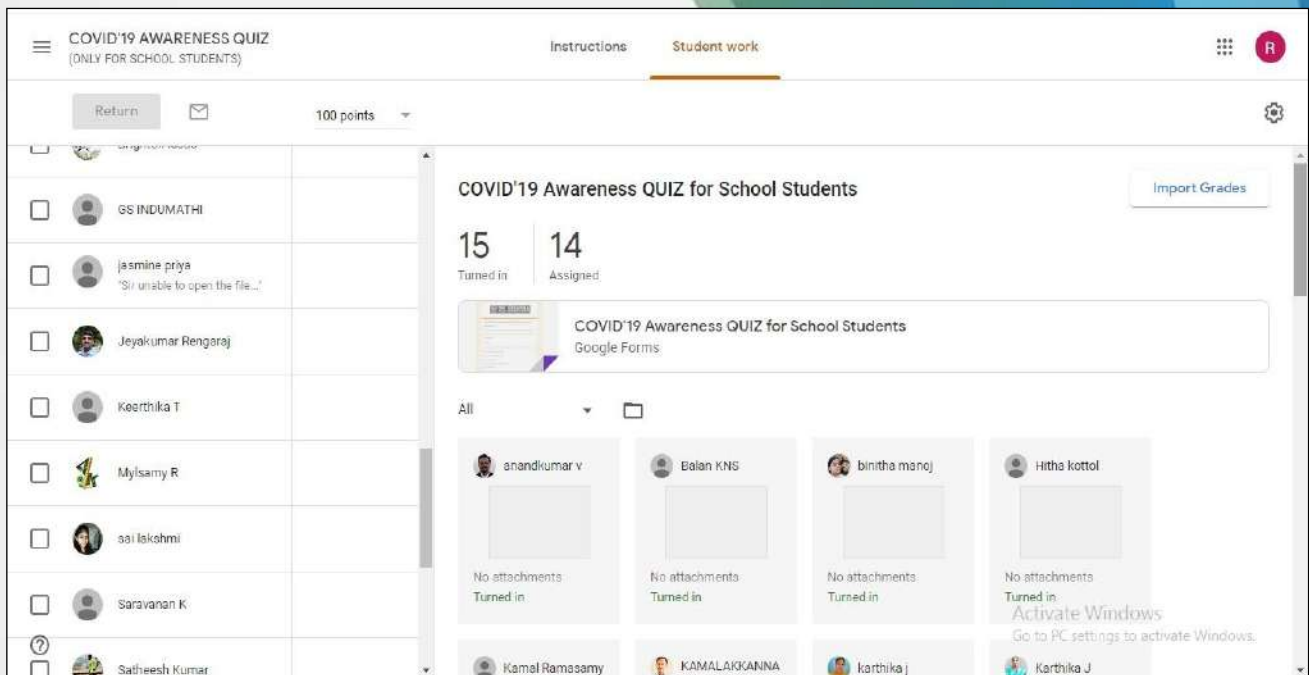 COVID'19 AWARENESS QUIZ
(ONLY FOR SCHOOL STUDENTS)
Instructions
Student work
R
Return
100 points
GS INDUMATHI
jasmine priya
"Sir unable to open the file..."
Jeyakumar Rengaraj
Keerthika T
Mylsamy R
sai lakshmi
Saravanan K
Satheesh Kumar
COVID'19 Awareness QUIZ for School Students
Import Grades
15
Turned in
14
Assigned
COVID'19 Awareness QUIZ for School Students
Google Forms
All
anandkumar v
No attachments
Turned in
Balan KNS
No attachments
Turned in
binitha manoj
No attachments
Turned in
Hitha kottol
No attachments
Turned in
Kamal Ramasamy
KAMALAKKANNA
karthika j
Karthika J
Activate Windows
Go to PC settings to activate Windows.